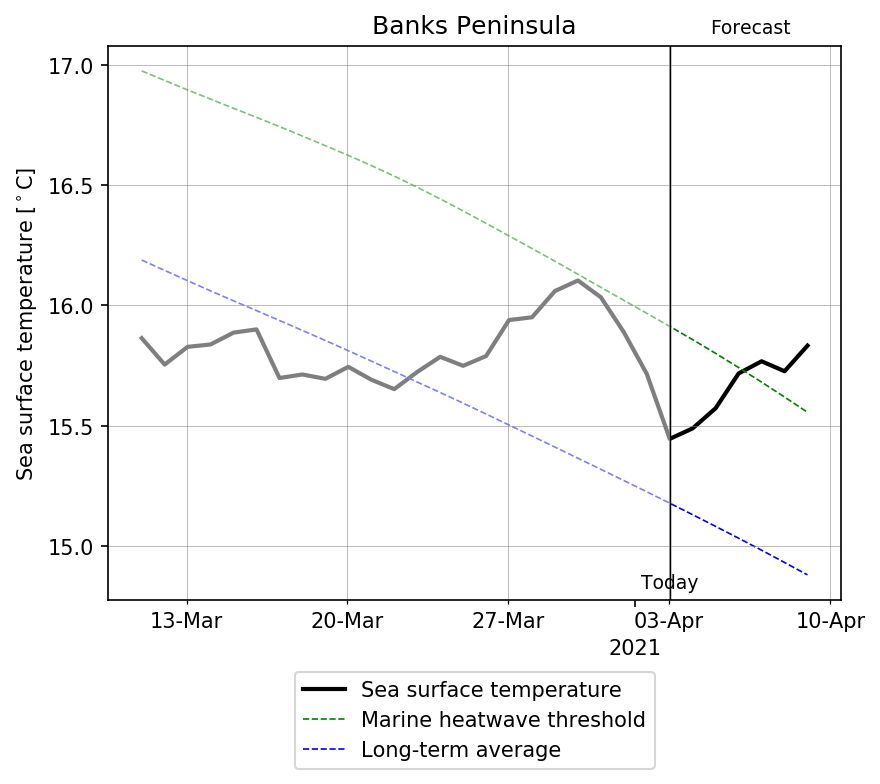 Banks Peninsula
Forecast
Sea surface temperature [°C]
17.0
16.5
16.0
15.5
15.0
Today
13-Mar 20-Mar 27-Mar 03-Apr 10-Apr
2021
Sea surface temperature
Marine heatwave threshold
Long-term average